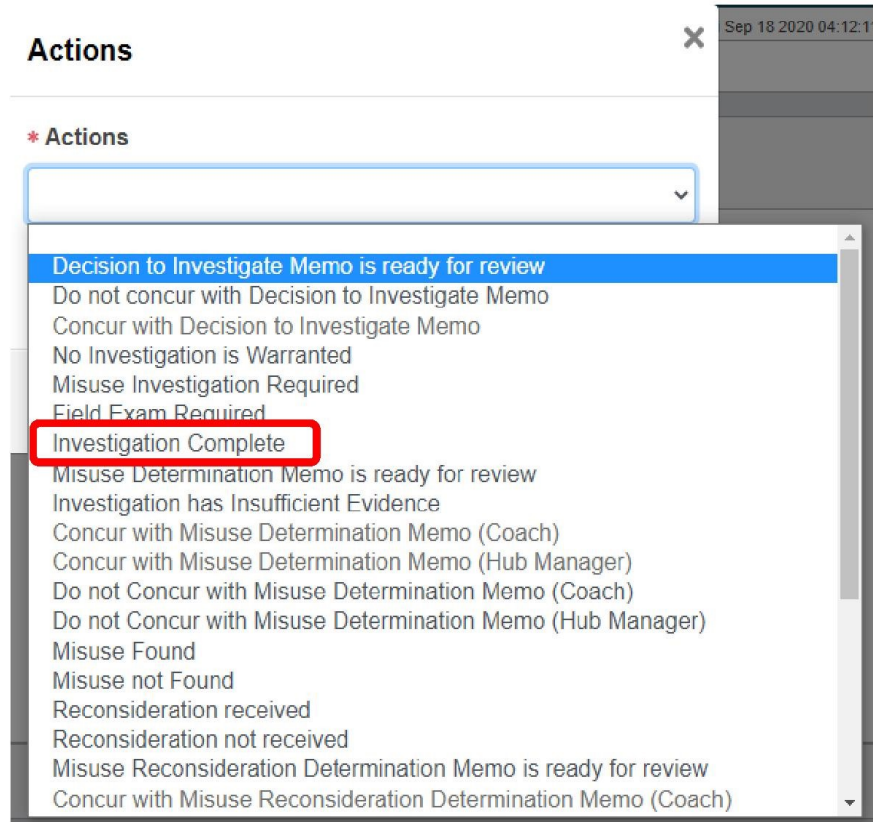 Actions
Sep 18 2020 04:12:1
* Actions
Decision to Investigate Memo is ready for review
Do not concur with Decision to Investigate Memo
Concur with Decision to Investigate Memo
No Investigation is Warranted
Misuse Investigation Required
Field Exam Required
Investigation Complete
Misuse Determination Memo is ready for review
Investigation has Insufficient Evidence
Concur with Misuse Determination Memo (Coach)
Concur with Misuse Determination Memo (Hub Manager)
Do not Concur with Misuse Determination Memo (Coach)
Do not Concur with Misuse Determination Memo (Hub Manager)
Misuse Found
Misuse not Found
Reconsideration received
Reconsideration not received
Misuse Reconsideration Determination Memo is ready for review
Concur with Misuse Reconsideration Determination Memo (Coach)